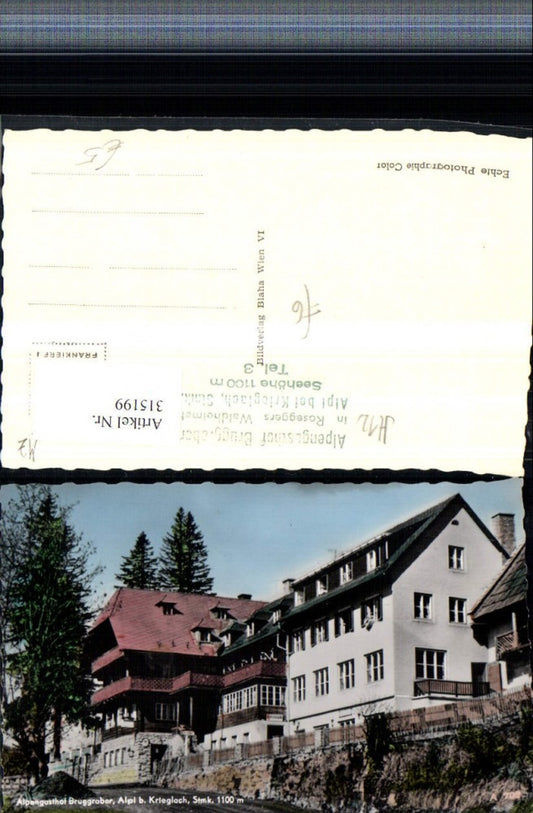 Echte Photographie Color
Bildverlag Blaha Wien VI
FRANKIERE
Artikel Nr.
315199
Alpengasthof Bruggraber
in Roseggers Waldheimat
Alpl bei Krieglach, Stmk.
Seehöhe 1100 m
Tel. 3
Alpengasthof Bruggraber, Alpl b. Krieglach, Stmk. 1100 m